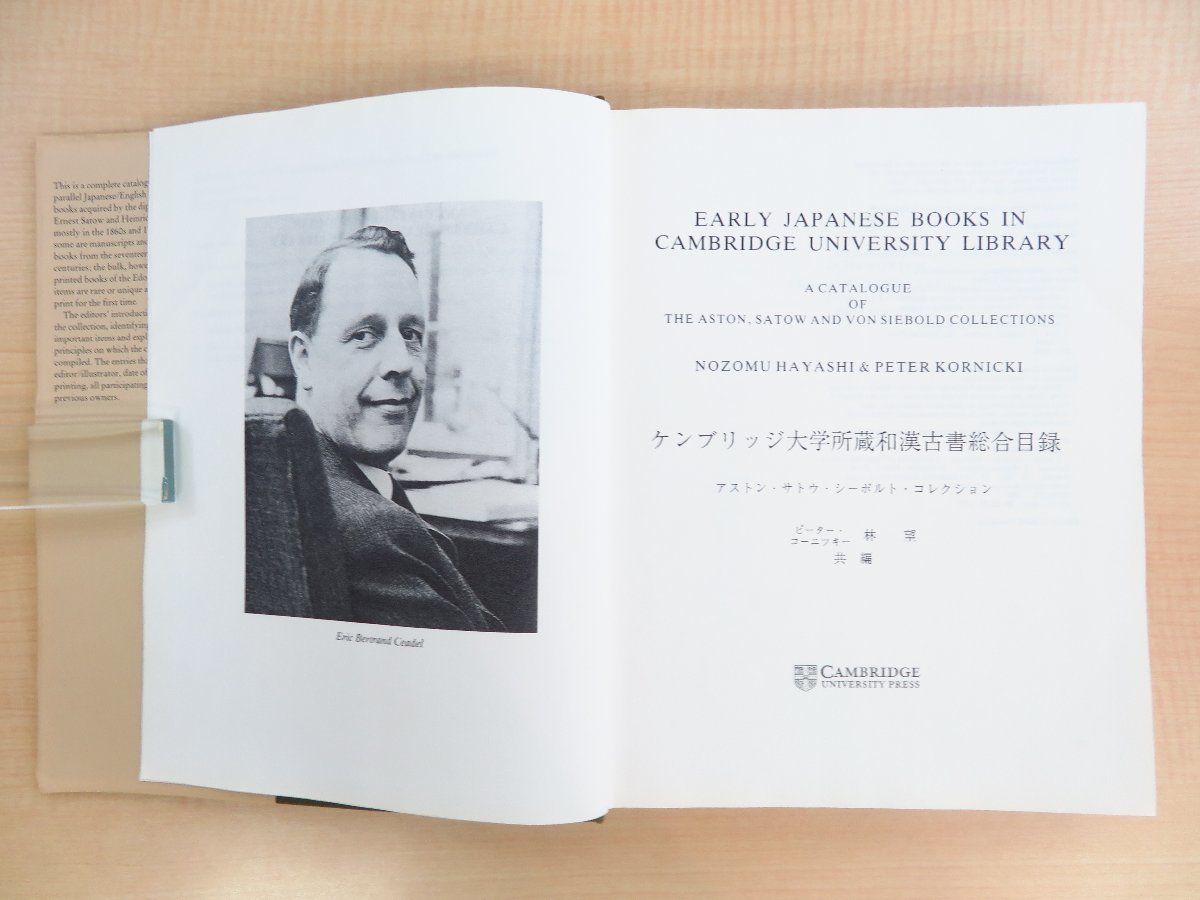 This is a complete catalog
parallel Japanese/English
books acquired by the dip
Ernest Satow and Heinric
mostly in the 1860s and 1
some are manuscripts and
books from the seventeen
centuries; the bulk, howe
printed books of the Edo
items are rare or unique a
print for the first time.
The editors' introducti
the collection, identifying
important items and expl
principles on which the c
compiled. The entries th
editor/illustrator, date of
printing, all participating
previous owners.
Eric Bertrand Ceadel
EARLY JAPANESE BOOKS IN
CAMBRIDGE UNIVERSITY LIBRARY
A CATALOGUE
OF
THE ASTON, SATOW AND VON SIEBOLD COLLECTIONS
NOZOMU HAYASHI & PETER KORNICKI
ケンブリッジ大学所蔵和漢古書総合目録
アストン・サトウ・シーボルト・コレクション
ピーター・
コーニツキー 林 望
共 編
CAMBRIDGE
UNIVERSITY PRESS